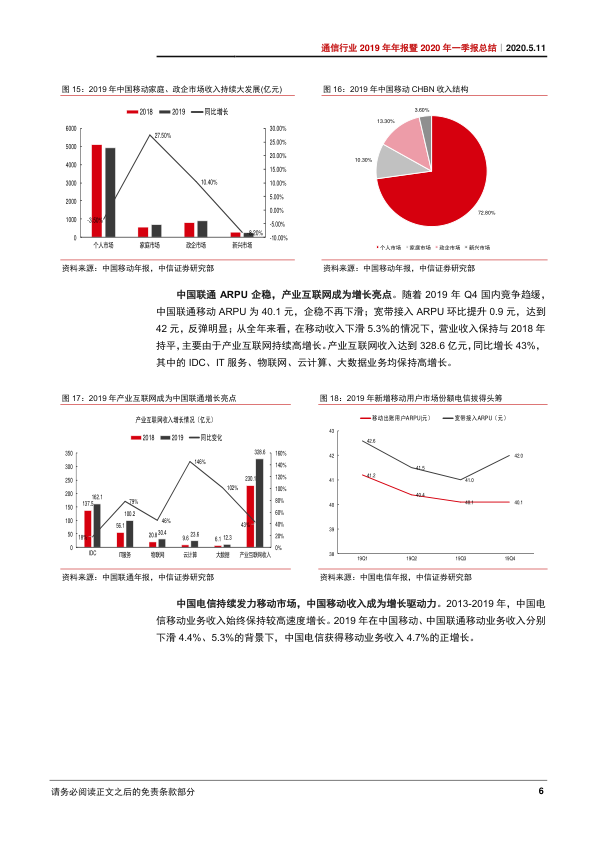 通信行业 2019 年年报暨 2020 年一季报总结｜2020.5.11
图 15：2019 年中国移动家庭、政企市场收入持续大发展(亿元)
2018 2019 同比增长
6000
5000
4000
3000
2000
1000
0
30.00%
25.00%
20.00%
15.00%
10.00%
5.00%
0.00%
-5.00%
-10.00%
27.50%
10.40%
个人市场 家庭市场 政企市场 新兴市场
资料来源：中国移动年报，中信证券研究部
图 16：2019 年中国移动 CHBN 收入结构
3.60%
13.30%
10.30%
72.80%
个人市场 家庭市场 政企市场 新兴市场
资料来源：中国移动年报，中信证券研究部
中国联通 ARPU 企稳，产业互联网成为增长亮点。随着 2019 年 Q4 国内竞争趋缓，
中国联通移动 ARPU 为 40.1 元，企稳不再下滑；宽带接入 ARPU 环比提升 0.9 元，达到
42 元，反弹明显；从全年来看，在移动收入下滑 5.3%的情况下，营业收入保持与 2018 年
持平，主要由于产业互联网持续高增长。产业互联网收入达到 328.6 亿元，同比增长 43%，
其中的 IDC、IT 服务、物联网、云计算、大数据业务均保持高增长。
图 17：2019 年产业互联网成为中国联通增长亮点
产业互联网收入增长情况（亿元）
2018 2019 同比变化
350
300
250
200
150
100
50
0
160%
140%
120%
100%
80%
60%
40%
20%
0%
137.5 162.1
18%
56.1 100.2
79%
20.8 30.4
46%
9.6 23.6
146%
6.1 12.3
102%
230.1 328.6
43%
IDC IT服务 物联网 云计算 大数据 产业互联网收入
资料来源：中国联通年报，中信证券研究部
图 18：2019 年新增移动用户市场份额电信拔得头筹
移动出账用户ARPU(元) 宽带接入ARPU（元）
43
42
41
40
39
38
42.6
41.5
41.0
42.0
41.2
40.4
40.1
40.1
19Q1 19Q2 19Q3 19Q4
资料来源：中国电信年报，中信证券研究部
中国电信持续发力移动市场，中国移动收入成为增长驱动力。2013-2019 年，中国电
信移动业务收入始终保持较高速度增长。2019 年在中国移动、中国联通移动业务收入分别
下滑 4.4%、5.3%的背景下，中国电信获得移动业务收入 4.7%的正增长。
请务必阅读正文之后的免责条款部分
6